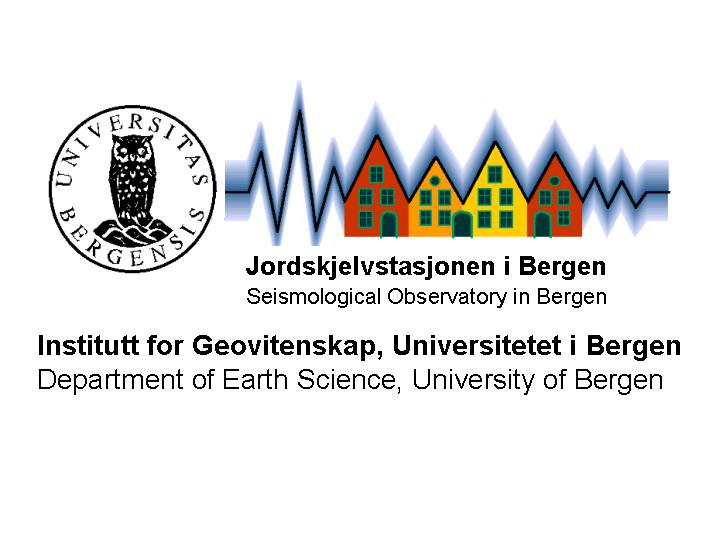 UNIVERSITAS BERGENSIS
Jordskjelvstasjonen i Bergen
Seismological Observatory in Bergen
Institutt for Geovitenskap, Universitetet i Bergen
Department of Earth Science, University of Bergen